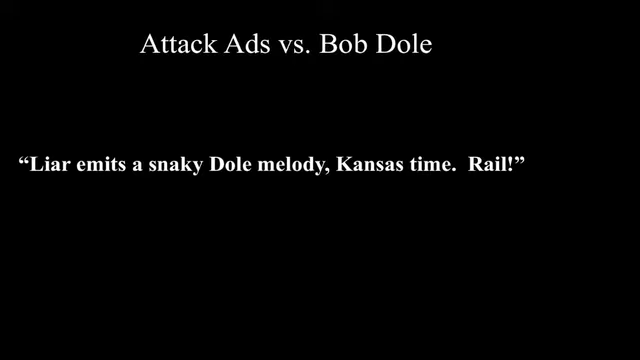 Attack Ads vs. Bob Dole
“Liar emits a snaky Dole melody, Kansas time.  Rail!”